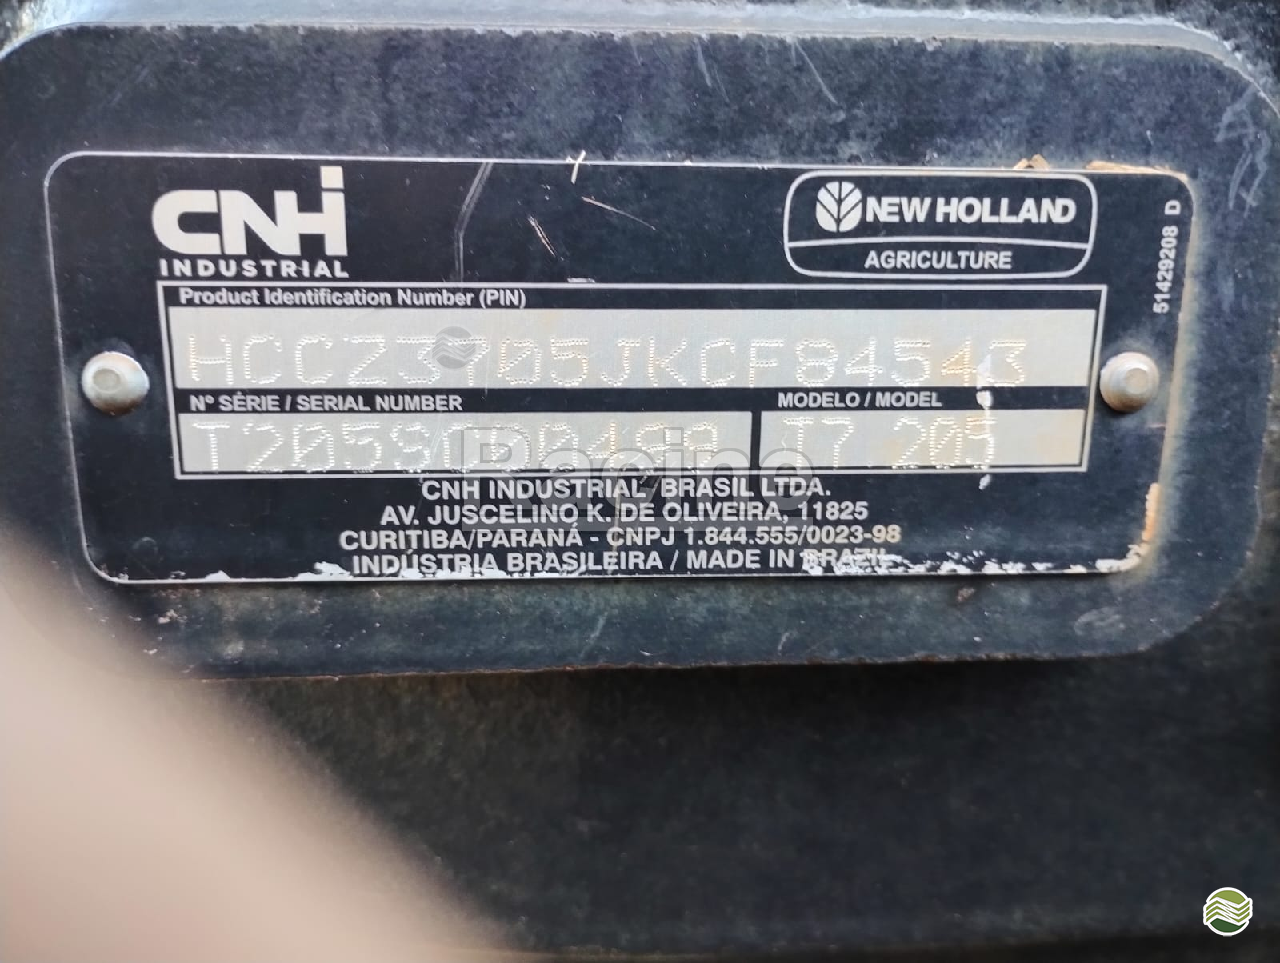 CNH
INDUSTRIAL
NEW HOLLAND
AGRICULTURE
51429208 D
Product Identification Number (PIN)
HCCZ3705JKCF84543
Nº SÉRIE / SERIAL NUMBER
MODELO / MODEL
T7.205
Racine
CNH INDUSTRIAL BRASIL LTDA.
AV. JUSCELINO K. DE OLIVEIRA, 11825
CURITIBA/PARANÁ - CNPJ 1.844.555/0023-98
INDÚSTRIA BRASILEIRA / MADE IN BRAZIL